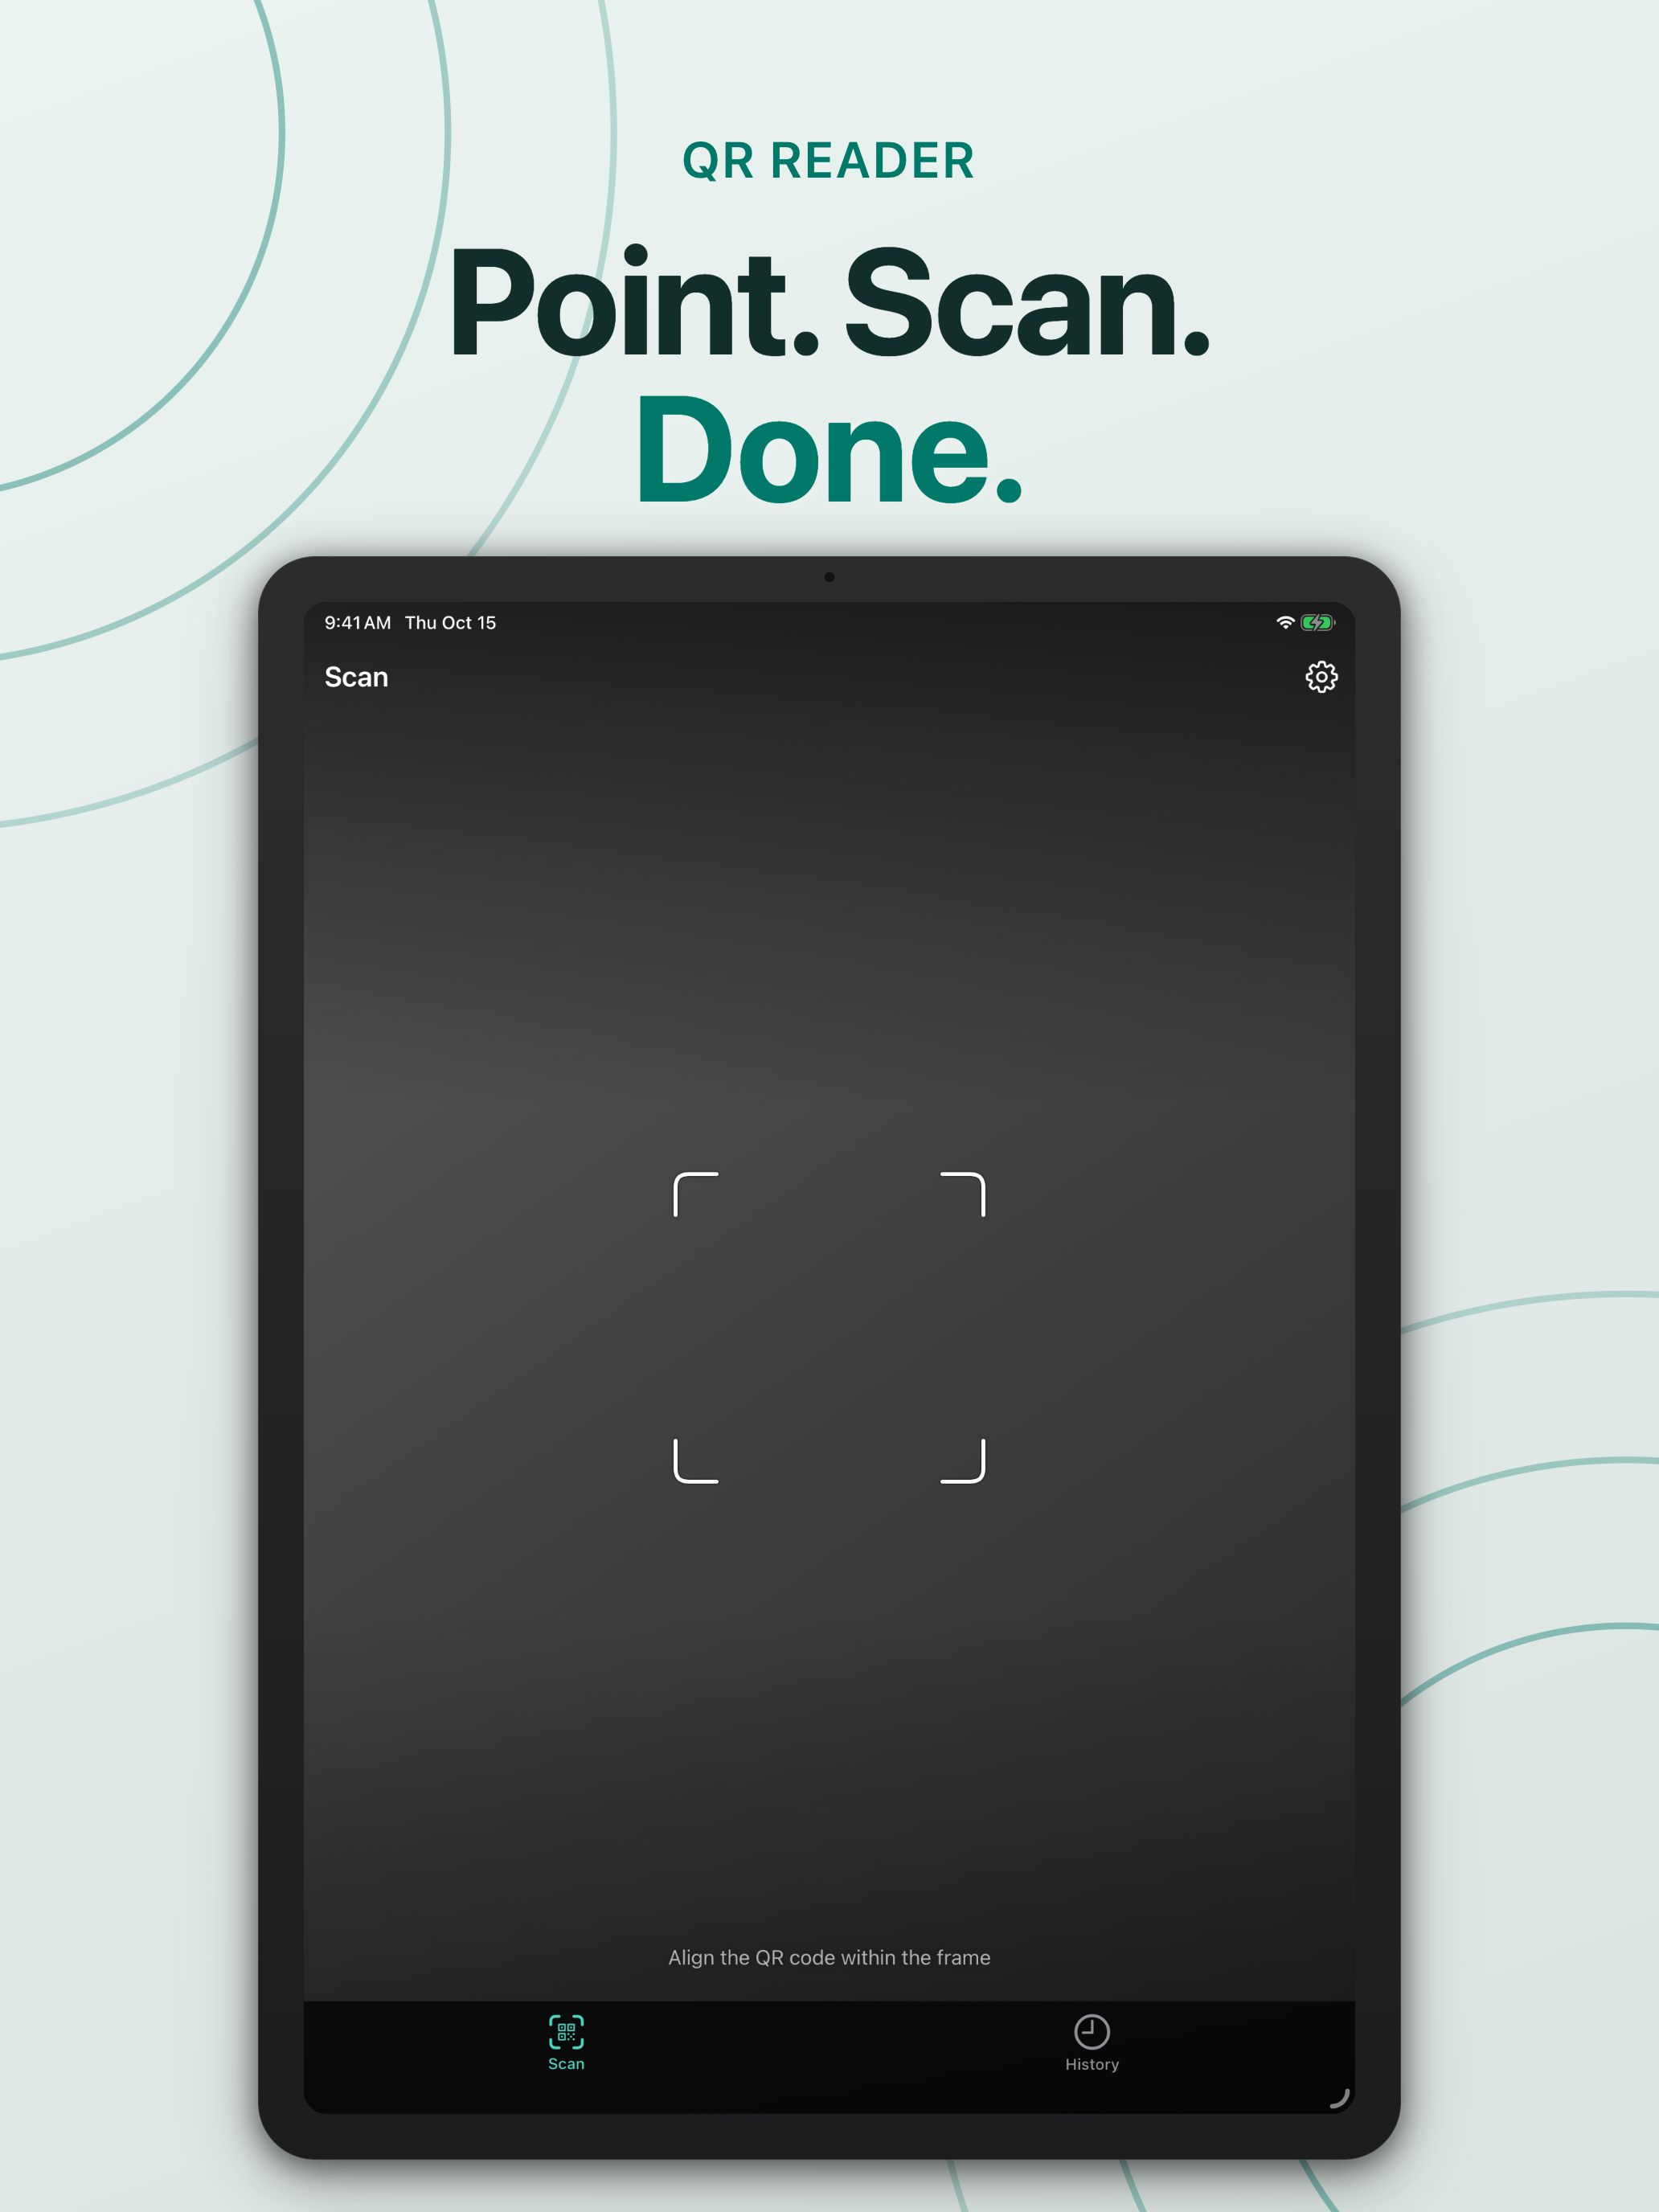 QR READER
Point. Scan.
Done.
9:41 AM Thu Oct 15
Scan
Align the QR code within the frame
Scan
History